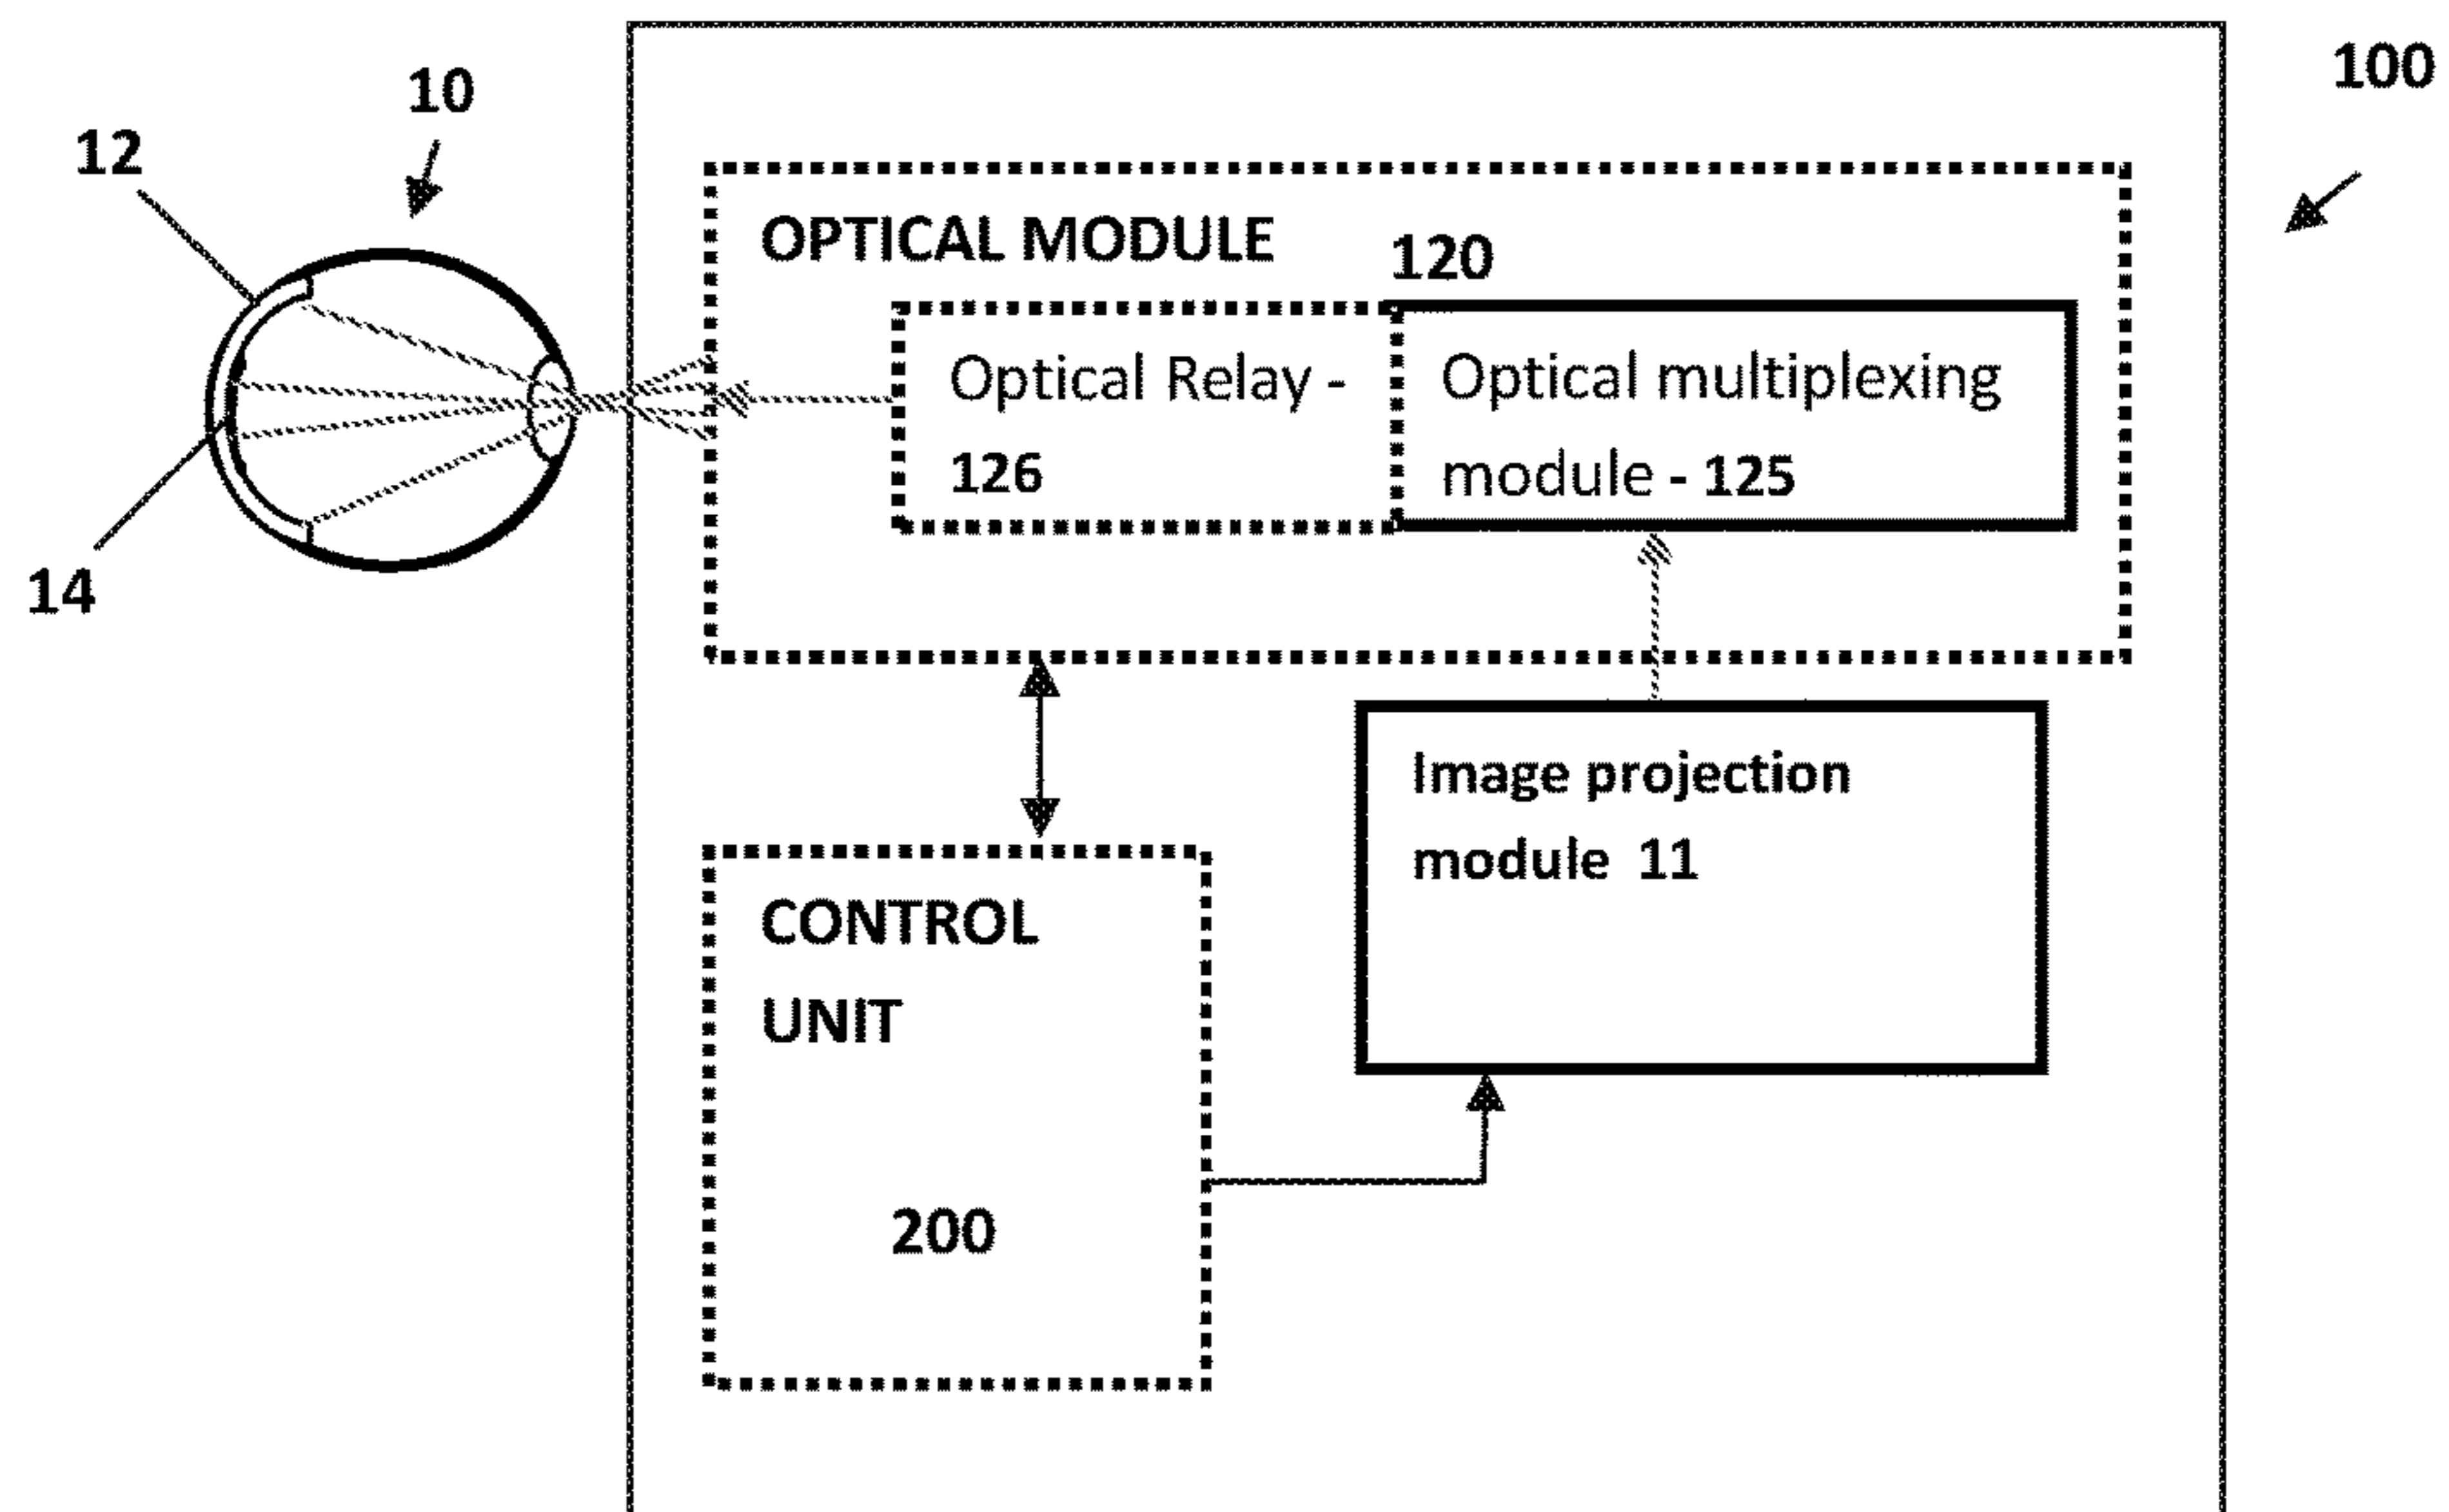 10
100
12
OPTICAL MODULE
120
Optical Relay -
126
Optical multiplexing
module - 125
14
Image projection
module 11
CONTROL
UNIT
200